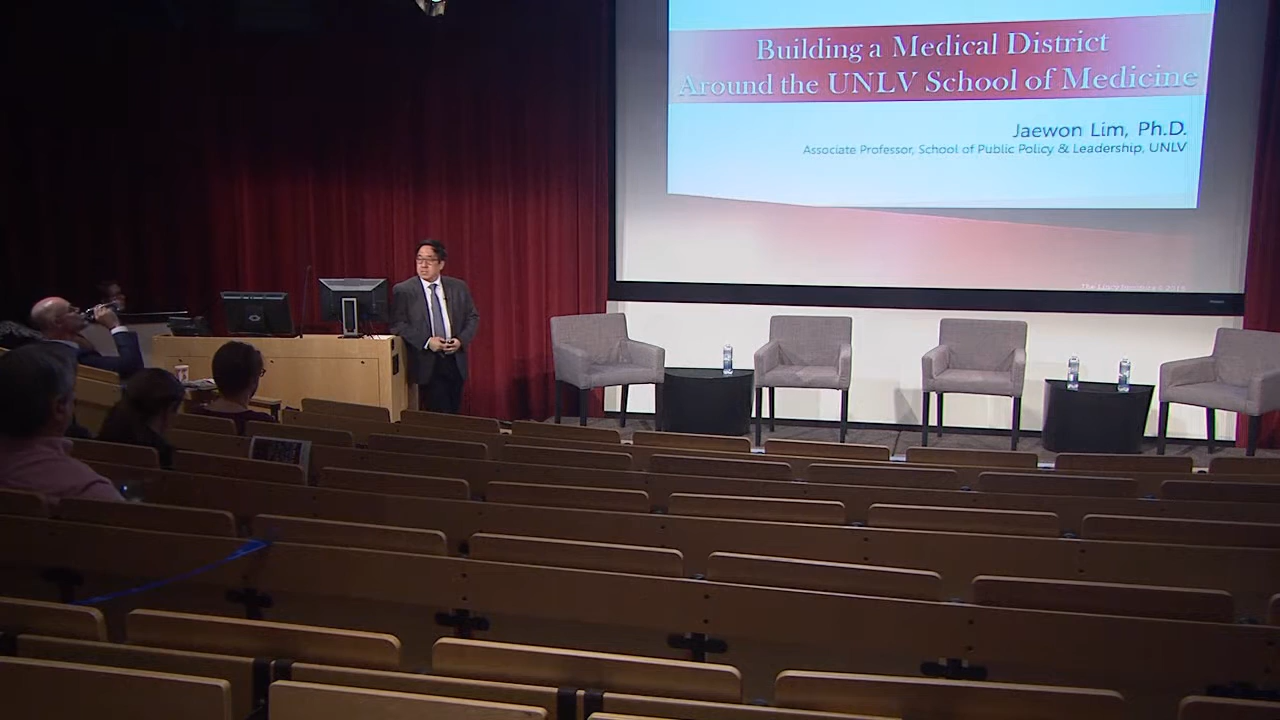 Building a Medical District
Around the UNLV School of Medicine
Jaewon Lim, Ph.D.
Associate Professor, School of Public Policy & Leadership, UNLV